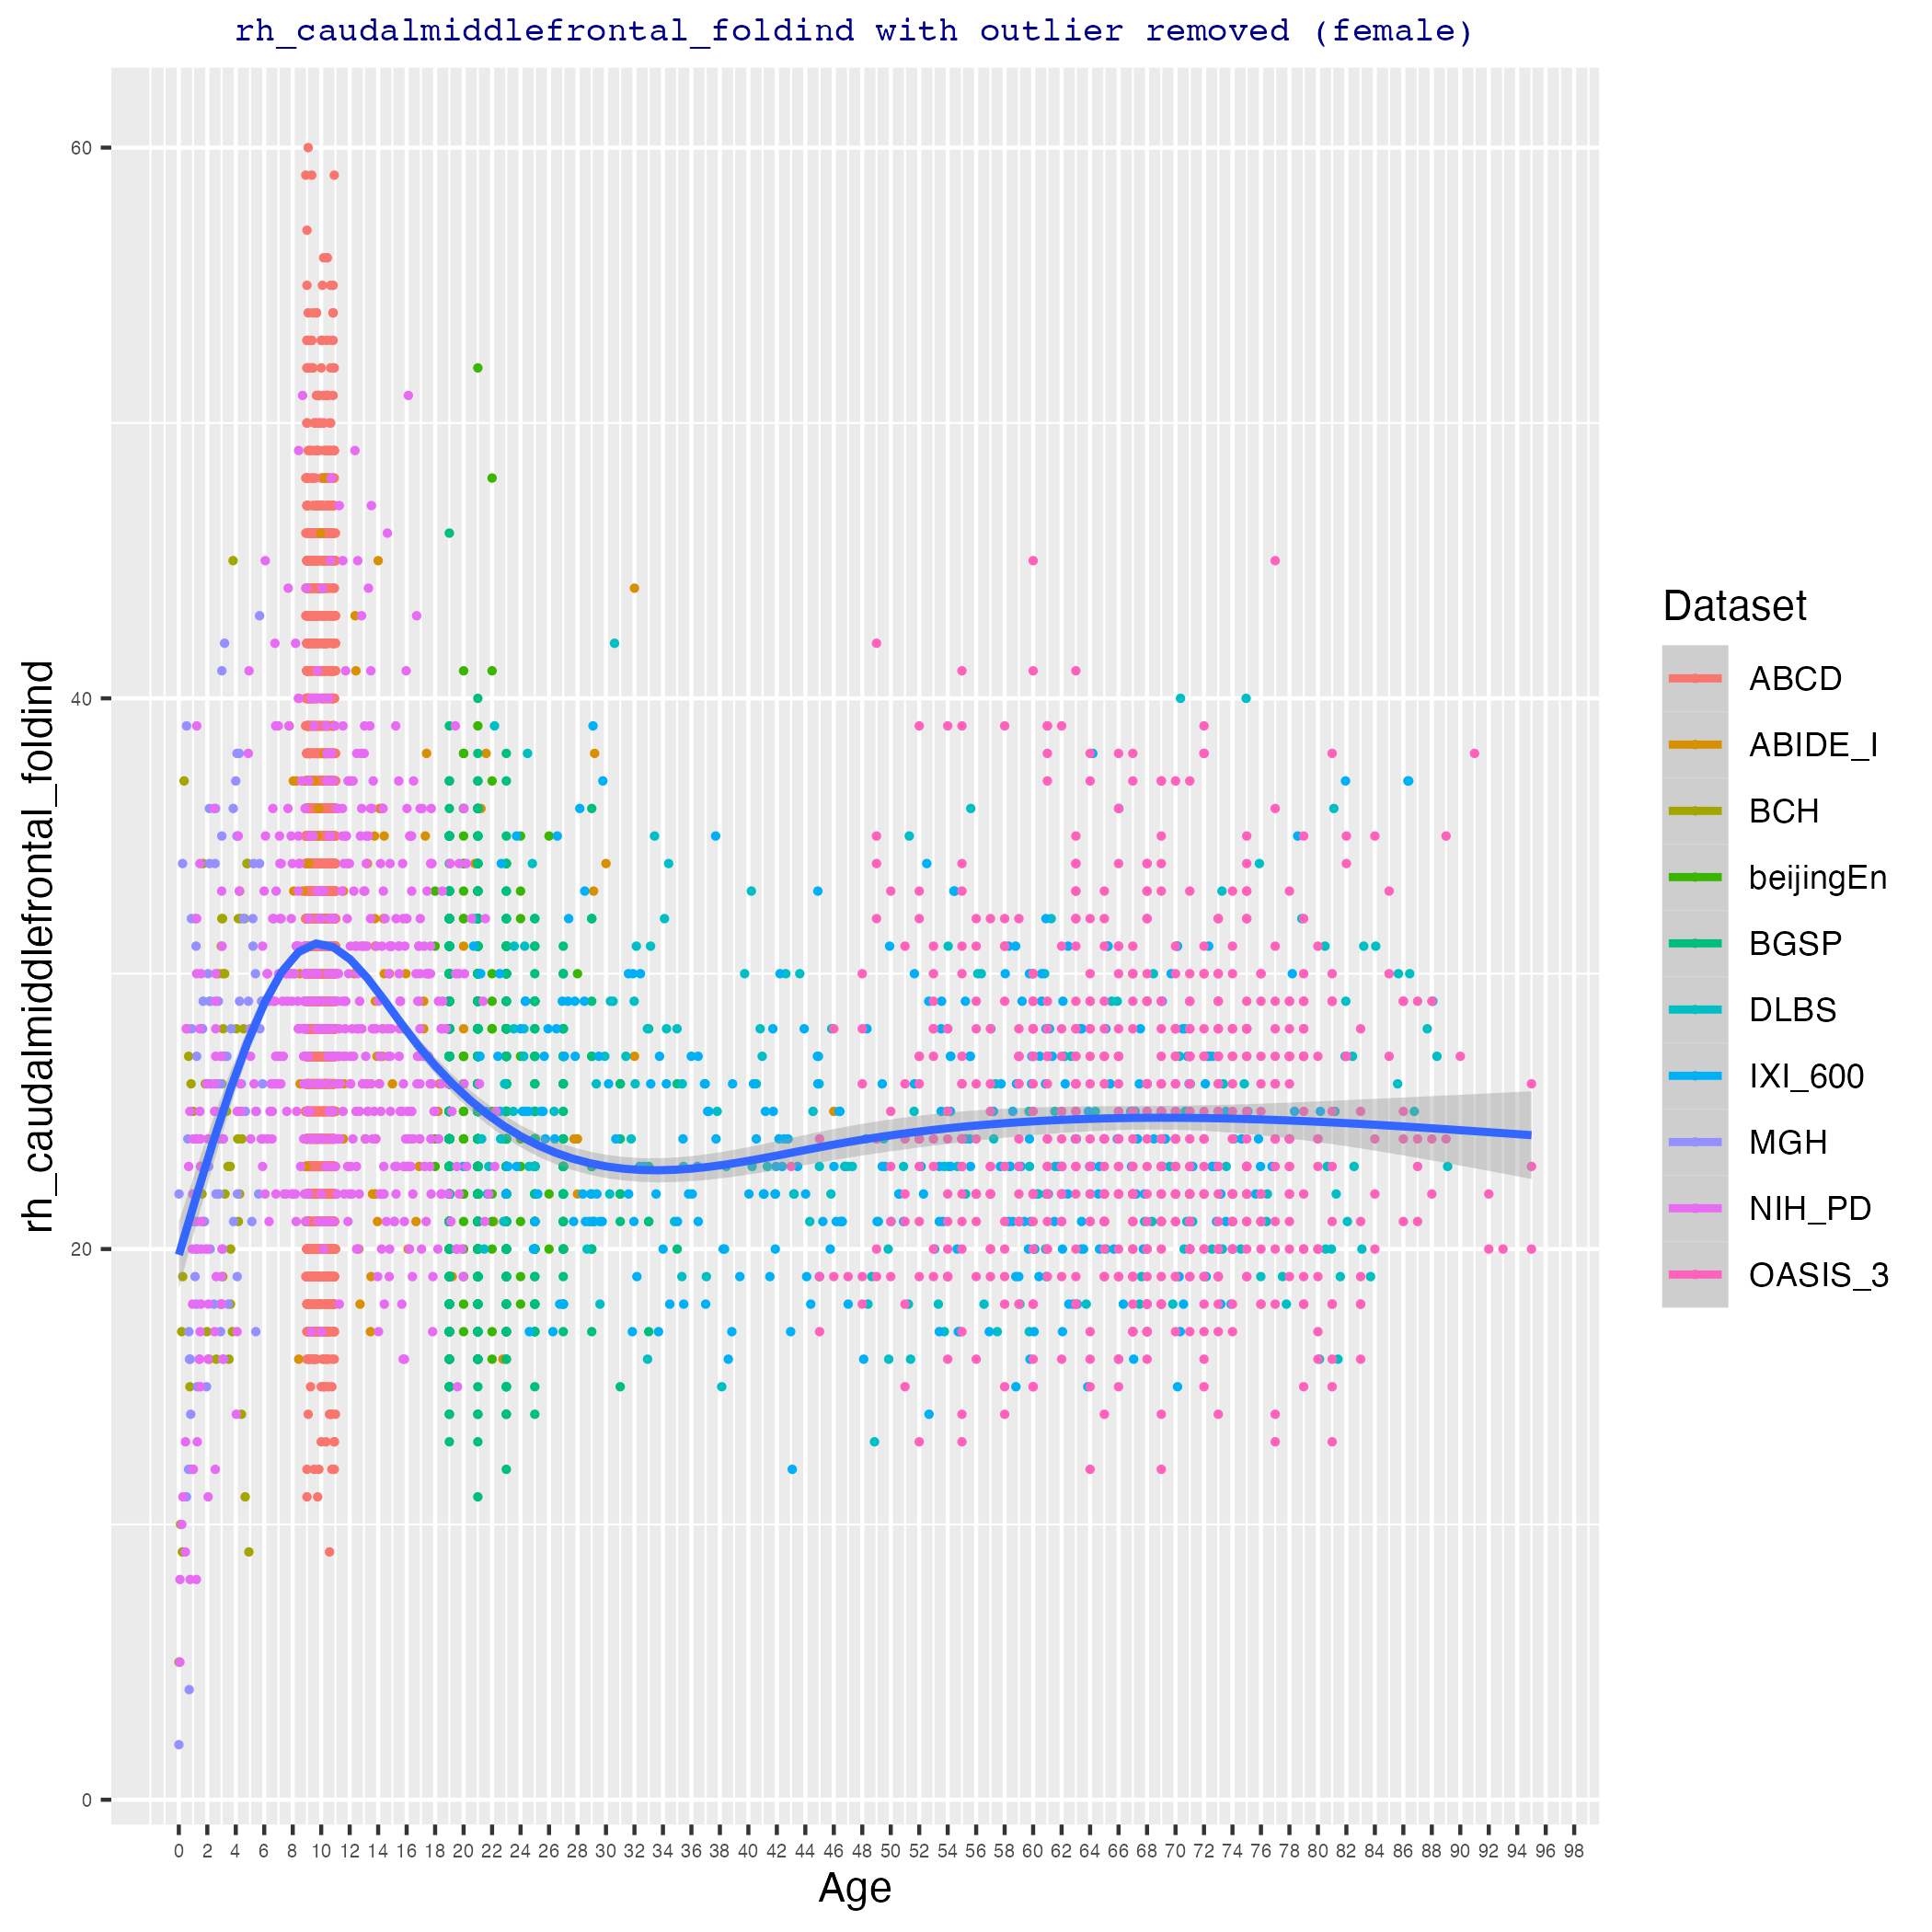 rh_caudalmiddlefrontal_foldind with outlier removed (female)
rh_caudalmiddlefrontal_foldind
60
40
20
0
0 2 4 6 8 10 12 14 16 18 20 22 24 26 28 30 32 34 36 38 40 42 44 46 48 50 52 54 56 58 60 62 64 66 68 70 72 74 76 78 80 82 84 86 88 90 92 94 96 98
Age
Dataset
ABCD
ABIDE_I
BCH
beijingEn
BGSP
DLBS
IXI_600
MGH
NIH_PD
OASIS_3